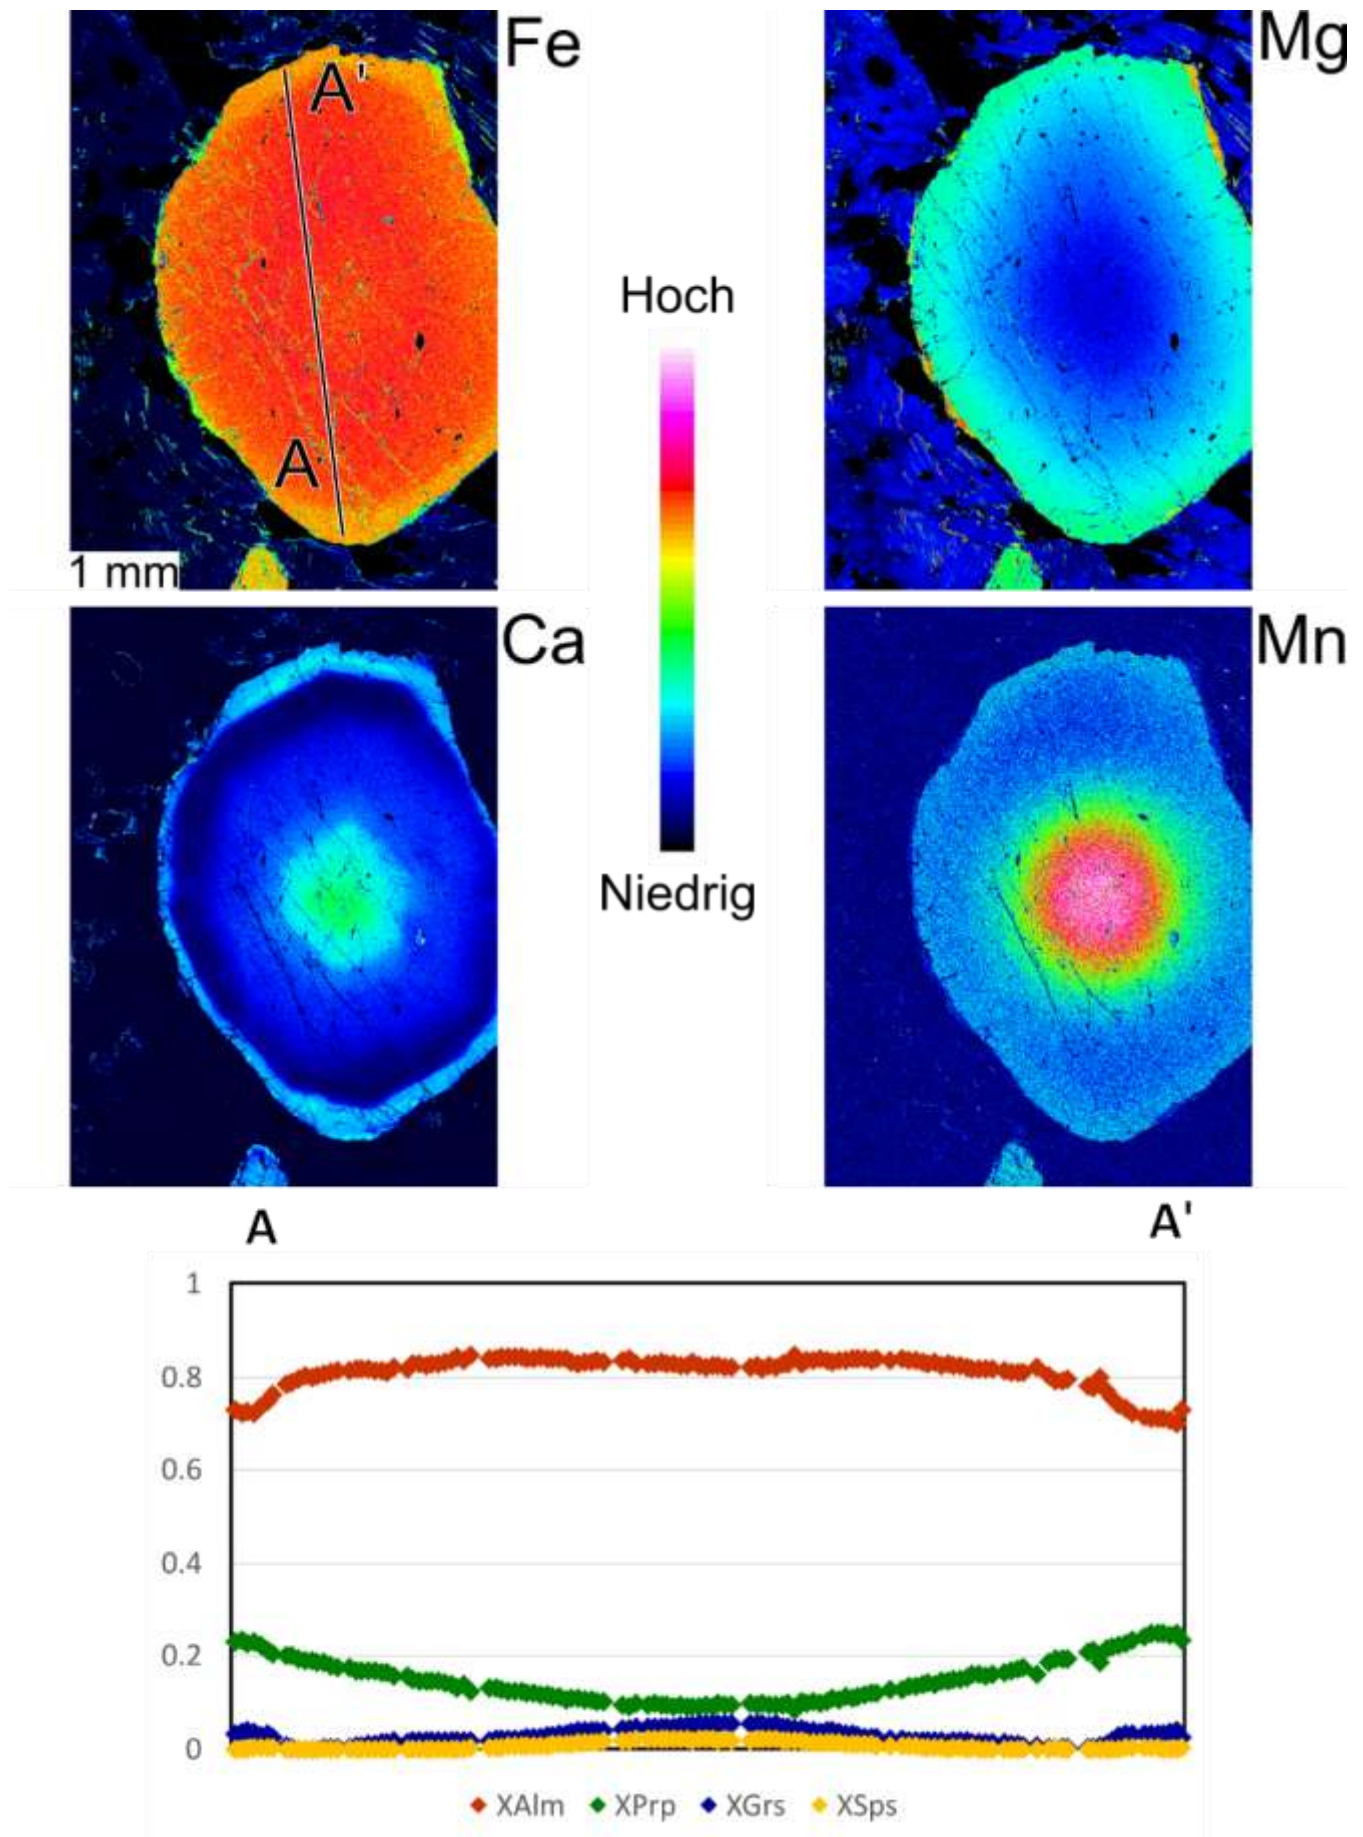 Fe
Mg
A'
A
1 mm
Hoch
Niedrig
Ca
Mn
A
A'
1
0.8
0.6
0.4
0.2
0
XAlm
XPrp
XGrs
XSps